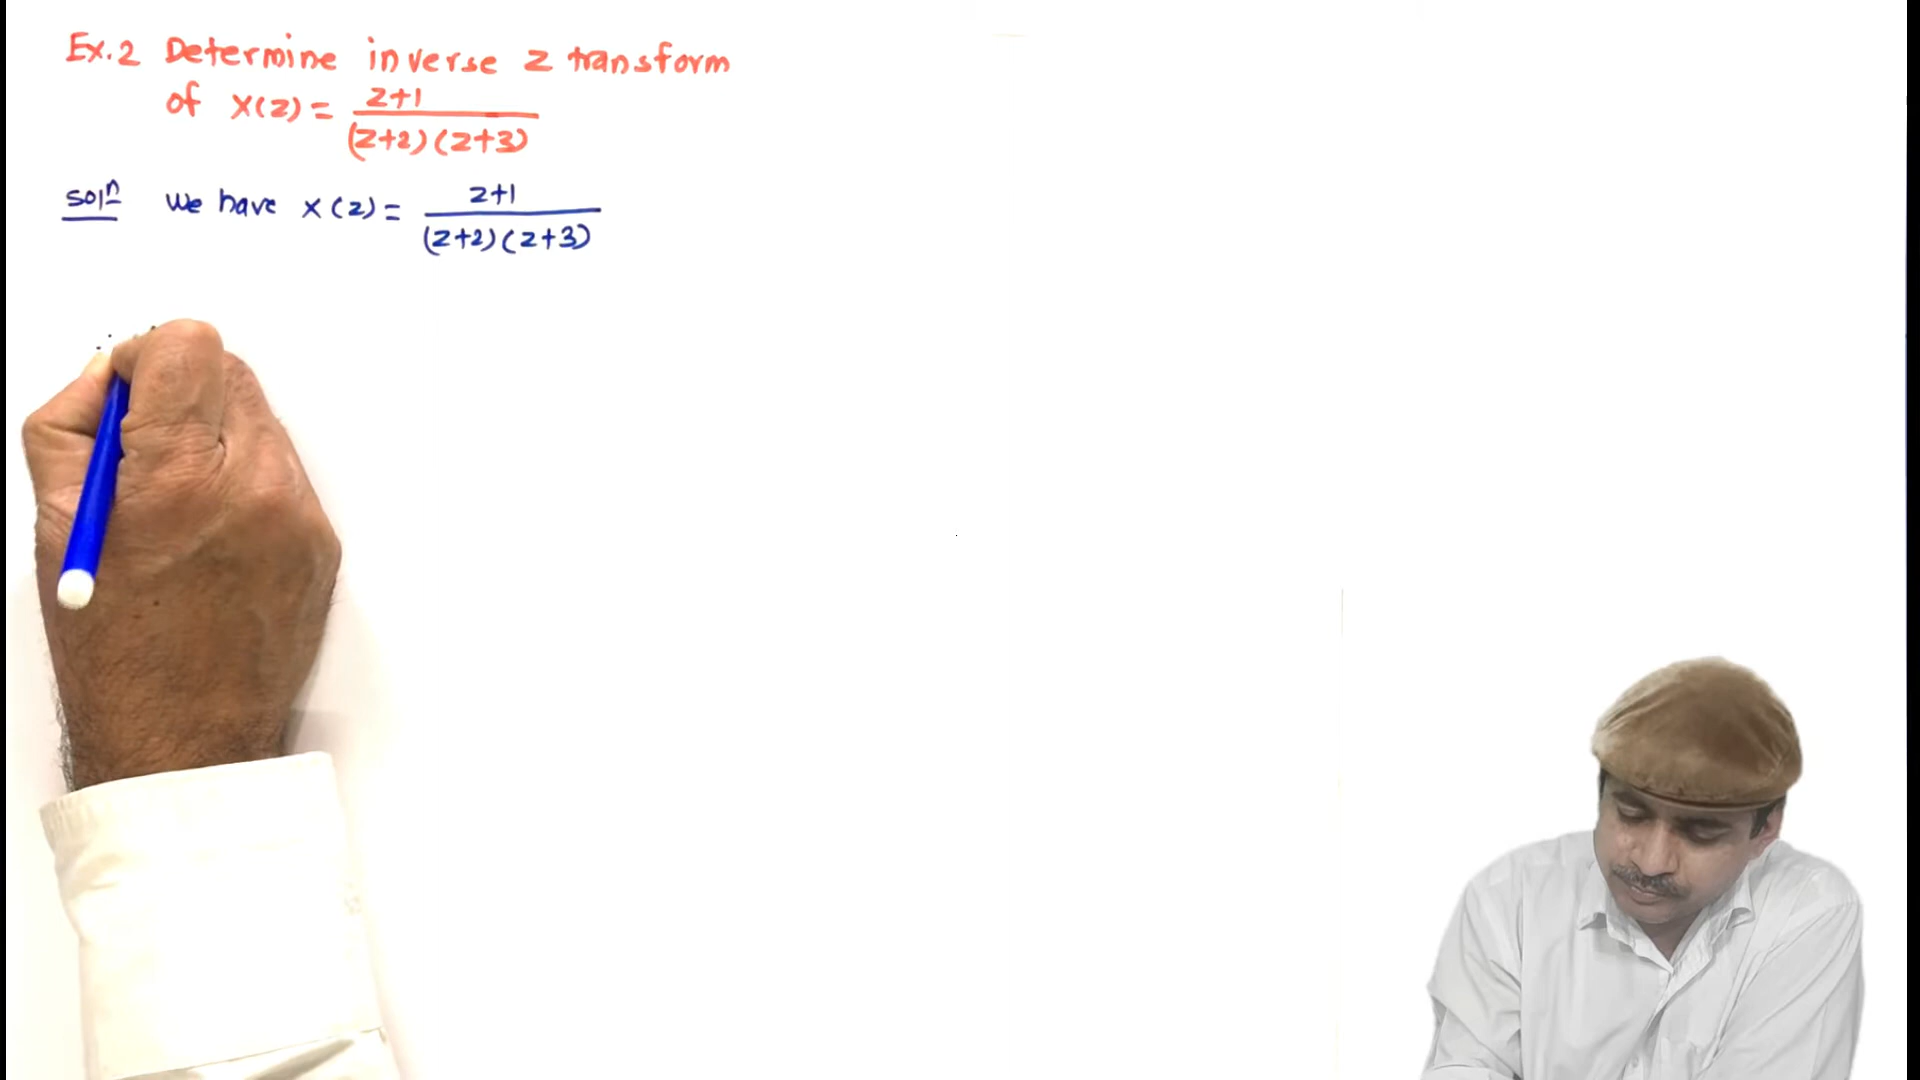 Ex.2 Determine inverse z transform
of X(z) = z+1 / (z+2)(z+3)
solⁿ We have X(z) = z+1 / (z+2)(z+3)